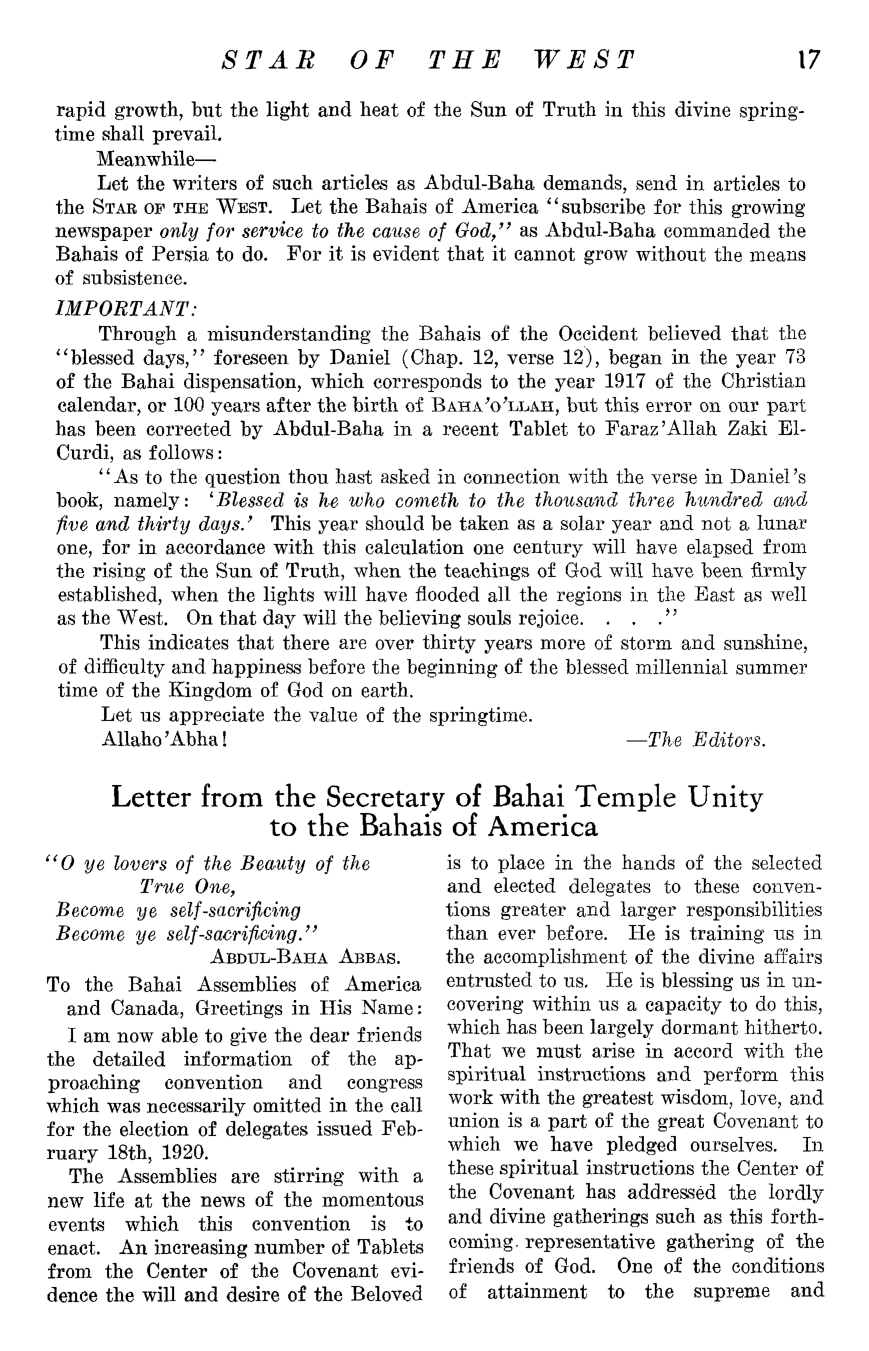 STAR OF THE WEST 17
rapid growth, but the light and heat of the Sun of Truth in this divine spring-
time shall prevail.
Meanwhile—
Let the writers of such articles as Abdul-Baha demands, send in articles to
the STAR OF THE WEST. Let the Bahais of America “subscribe for this growing
newspaper only for service to the cause of God,” as Abdul-Baha commanded the
Bahais of Persia to do. For it is evident that it cannot grow without the means
of subsistence.
IMPORTANT:
Through a misunderstanding the Bahais of the Occident believed that the
“blessed days,” foreseen by Daniel (Chap. 12, verse 12), began in the year 73
of the Bahai dispensation, which corresponds to the year 1917 of the Christian
calendar, or 100 years after the birth of BAHA’O’LLAH, but this error on our part
has been corrected by Abdul-Baha in a recent Tablet to Faraz’Allah Zaki El-
Curdi, as follows:
“As to the question thou hast asked in connection with the verse in Daniel’s
book, namely: ‘Blessed is he who cometh to the thousand three hundred and
five and thirty days.’ This year should be taken as a solar year and not a lunar
one, for in accordance with this calculation one century will have elapsed from
the rising of the Sun of Truth, when the teachings of God will have been firmly
established, when the lights will have flooded all the regions in the East as well
as the West. On that day will the believing souls rejoice. . . .”
This indicates that there are over thirty years more of storm and sunshine,
of difficulty and happiness before the beginning of the blessed millennial summer
time of the Kingdom of God on earth.
Let us appreciate the value of the springtime.
Allaho’Abha! —The Editors.
Letter from the Secretary of Bahai Temple Unity
to the Bahais of America
“O ye lovers of the Beauty of the
True One,
Become ye self-sacrificing
Become ye self-sacrificing.”
ABDUL-BAHA ABBAS.
To the Bahai Assemblies of America
and Canada, Greetings in His Name:
I am now able to give the dear friends
the detailed information of the ap-
proaching convention and congress
which was necessarily omitted in the call
for the election of delegates issued Feb-
ruary 18th, 1920.
The Assemblies are stirring with a
new life at the news of the momentous
events which this convention is to
enact. An increasing number of Tablets
from the Center of the Covenant evi-
dence the will and desire of the Beloved
is to place in the hands of the selected
and elected delegates to these conven-
tions greater and larger responsibilities
than ever before. He is training us in
the accomplishment of the divine affairs
entrusted to us. He is blessing us in un-
covering within us a capacity to do this,
which has been largely dormant hitherto.
That we must arise in accord with the
spiritual instructions and perform this
work with the greatest wisdom, love, and
union is a part of the great Covenant to
which we have pledged ourselves. In
these spiritual instructions the Center of
the Covenant has addressed the lordly
and divine gatherings such as this forth-
coming representative gathering of the
friends of God. One of the conditions
of attainment to the supreme and